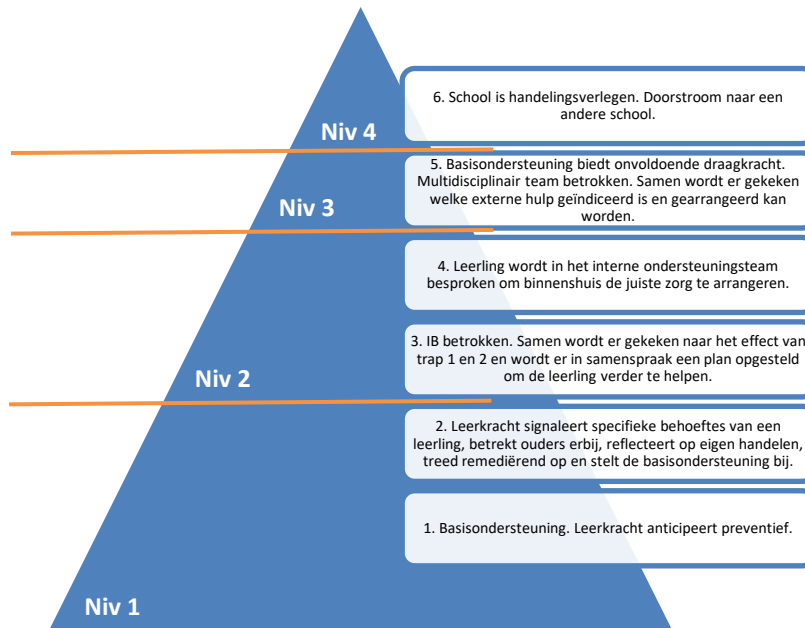 6. School is handelingsverlegen. Doorstroom naar een
andere school.
Niv 4
5. Basisondersteuning biedt onvoldoende draagkracht.
Multidisciplinair team betrokken. Samen wordt er gekeken
welke externe hulp geïndiceerd is en gearrangeerd kan
worden.
Niv 3
4. Leerling wordt in het interne ondersteuningsteam
besproken om binnenshuis de juiste zorg te arrangeren.
3. IB betrokken. Samen wordt er gekeken naar het effect van
trap 1 en 2 en wordt er in samenspraak een plan opgesteld
om de leerling verder te helpen.
Niv 2
2. Leerkracht signaleert specifieke behoeftes van een
leerling, betrekt ouders erbij, reflecteert op eigen handelen,
treed remediërend op en stelt de basisondersteuning bij.
1. Basisondersteuning. Leerkracht anticipeert preventief.
Niv 1